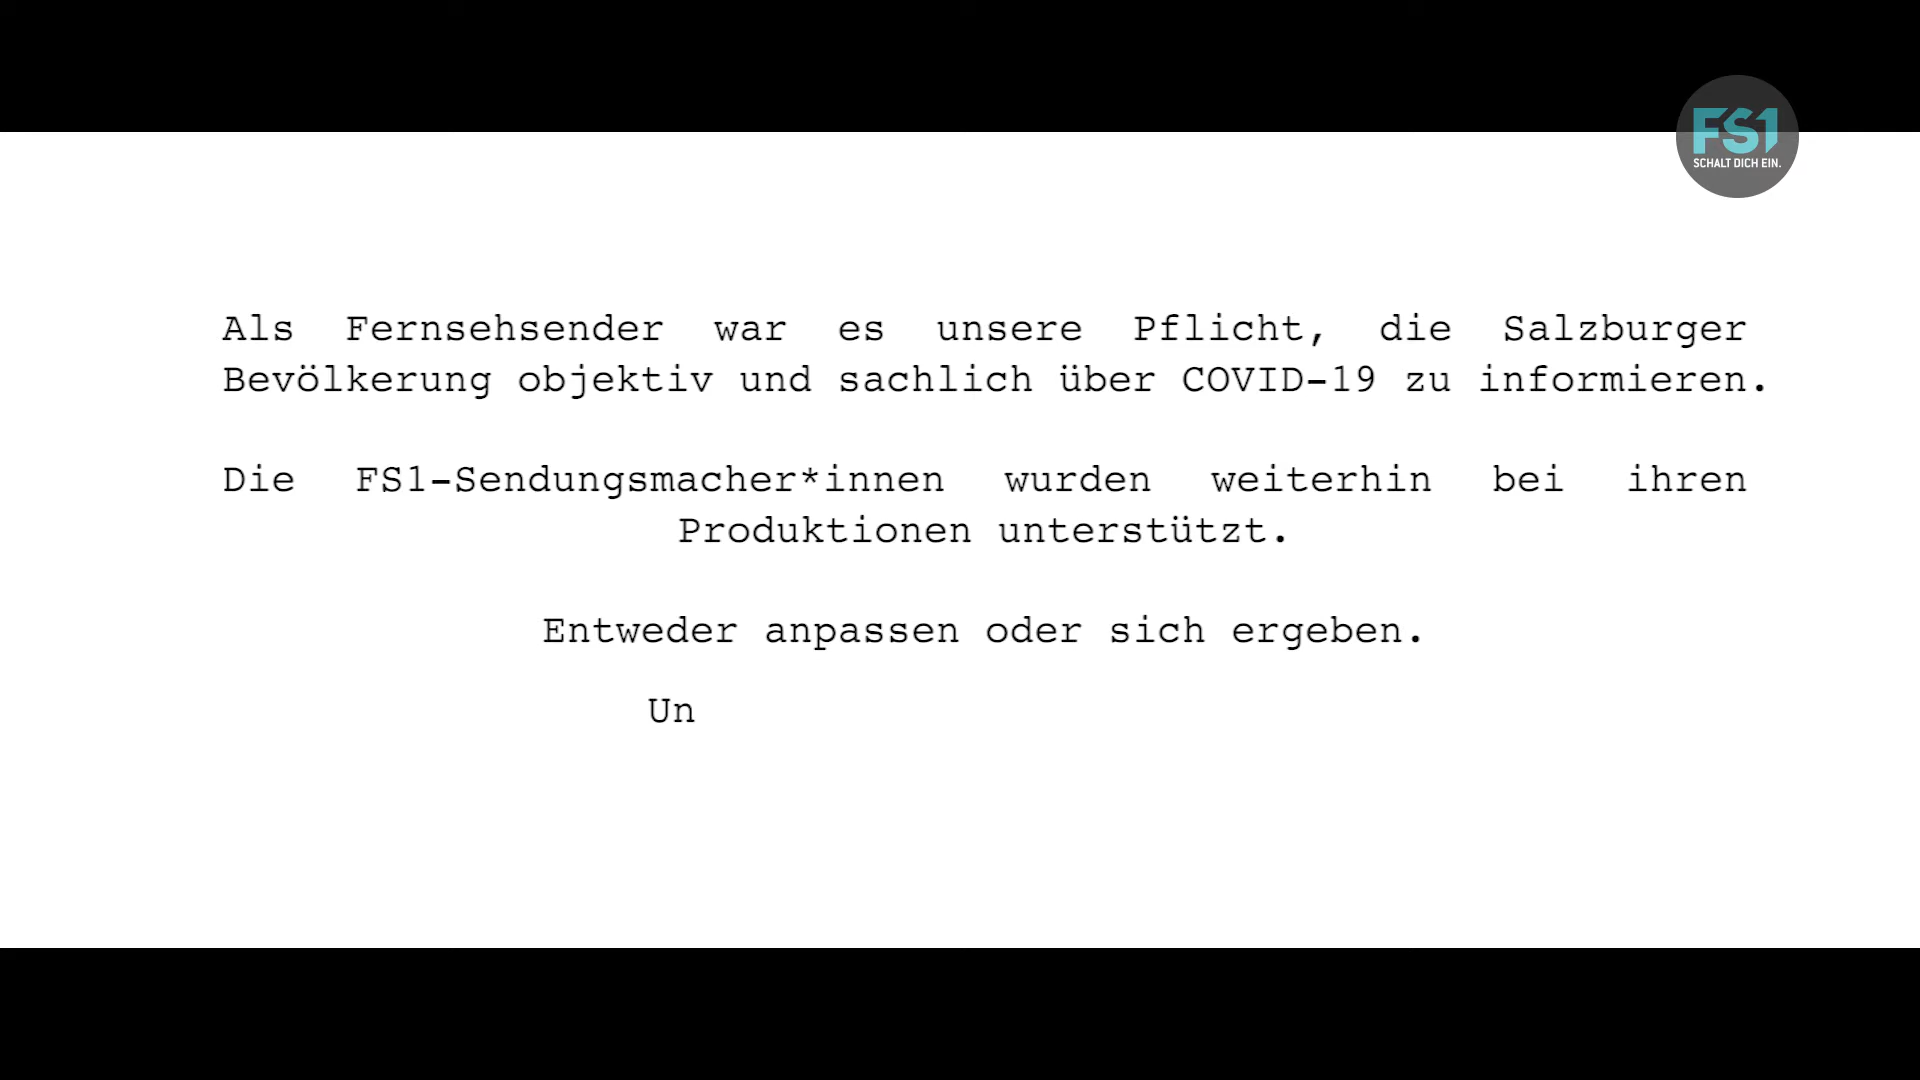 FS1
SCHALT DICH EIN.
Als Fernsehsender war es unsere Pflicht, die Salzburger
Bevölkerung objektiv und sachlich über COVID-19 zu informieren.
Die FS1-Sendungsmacher*innen wurden weiterhin bei ihren
Produktionen unterstützt.
Entweder anpassen oder sich ergeben.
Un